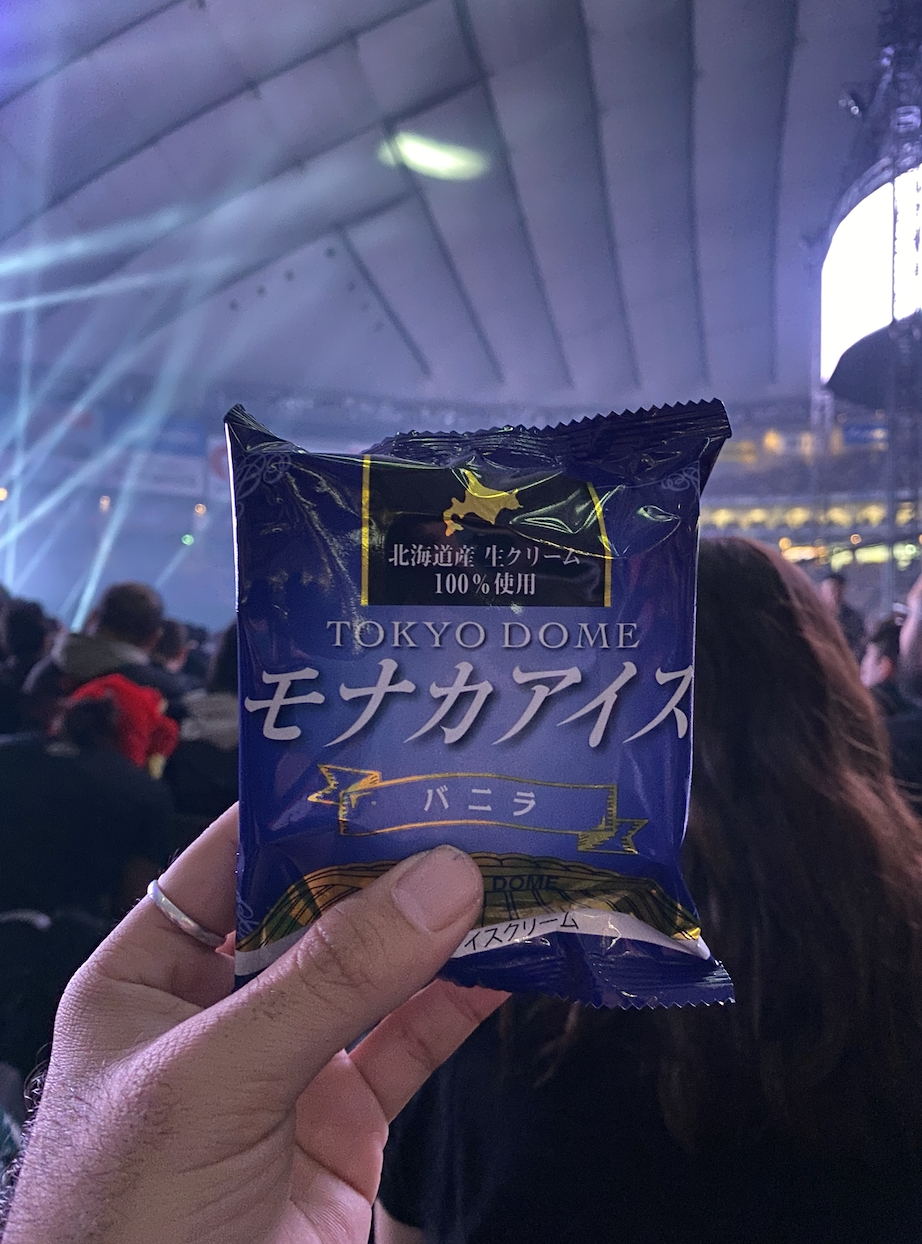 北海道産 生クリーム
100%使用
TOKYO DOME
モナカアイス
バニラ
DOME
イスクリーム